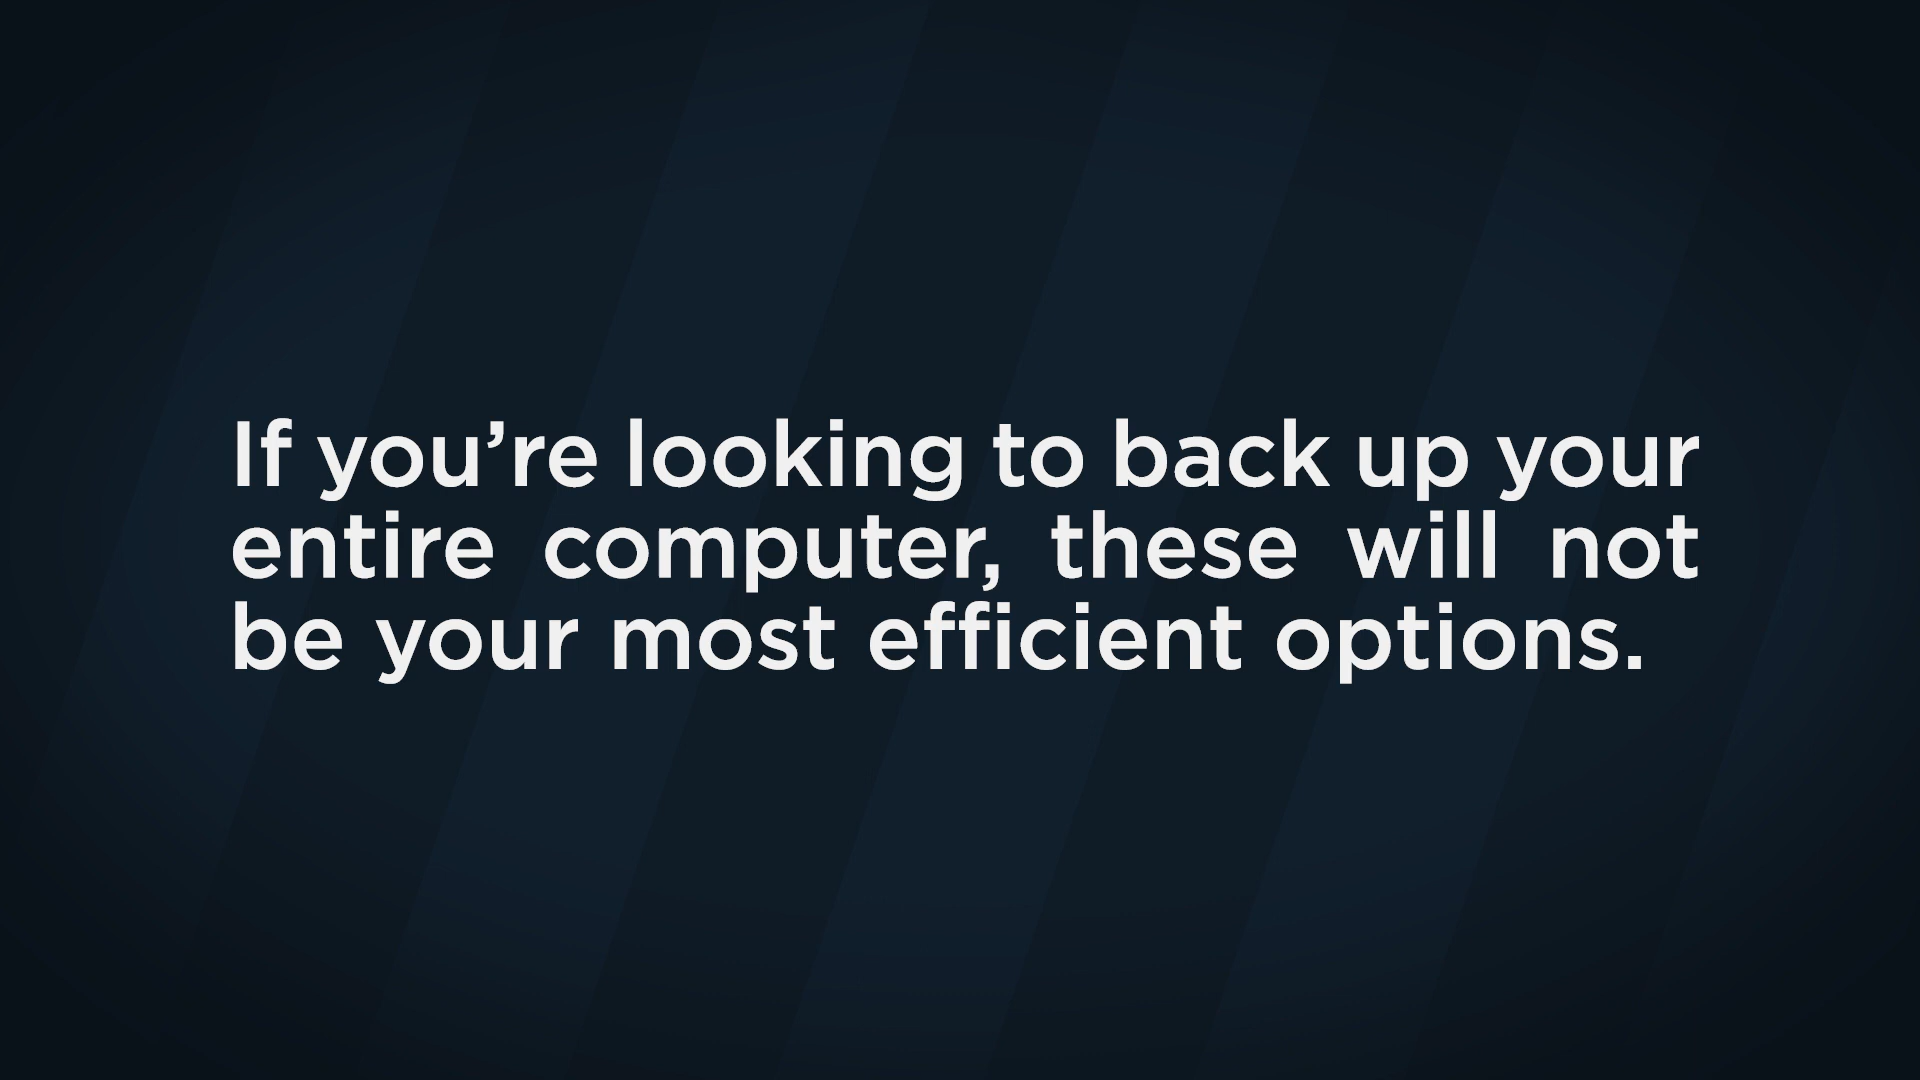 If you’re looking to back up your
entire computer, these will not
be your most efficient options.